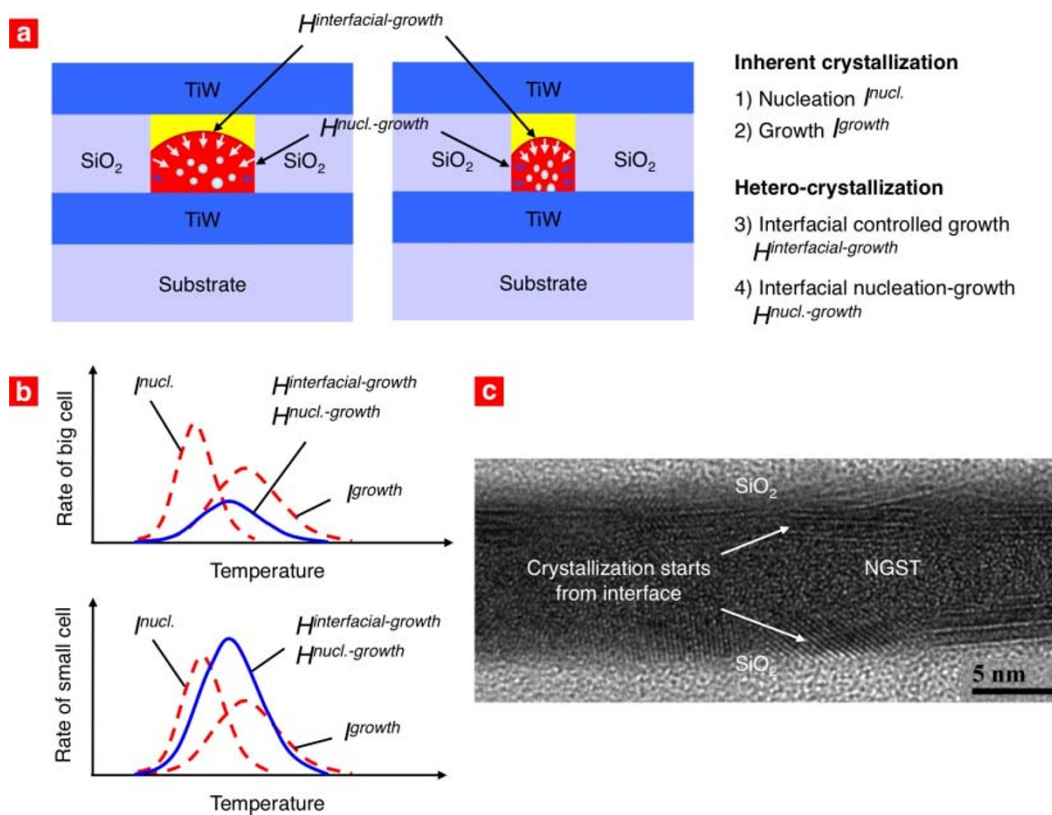 a
H^interfacial-growth
TiW
SiO₂
H^nucl.-growth
SiO₂
TiW
Substrate
TiW
SiO₂
SiO₂
TiW
Substrate
Inherent crystallization
1) Nucleation I^nucl.
2) Growth I^growth
Hetero-crystallization
3) Interfacial controlled growth
H^interfacial-growth
4) Interfacial nucleation-growth
H^nucl.-growth
b
Rate of big cell
I^nucl.
H^interfacial-growth
H^nucl.-growth
I^growth
Temperature
Rate of small cell
I^nucl.
H^interfacial-growth
H^nucl.-growth
I^growth
Temperature
c
SiO₂
Crystallization starts
from interface
NGST
SiO₂
5 nm